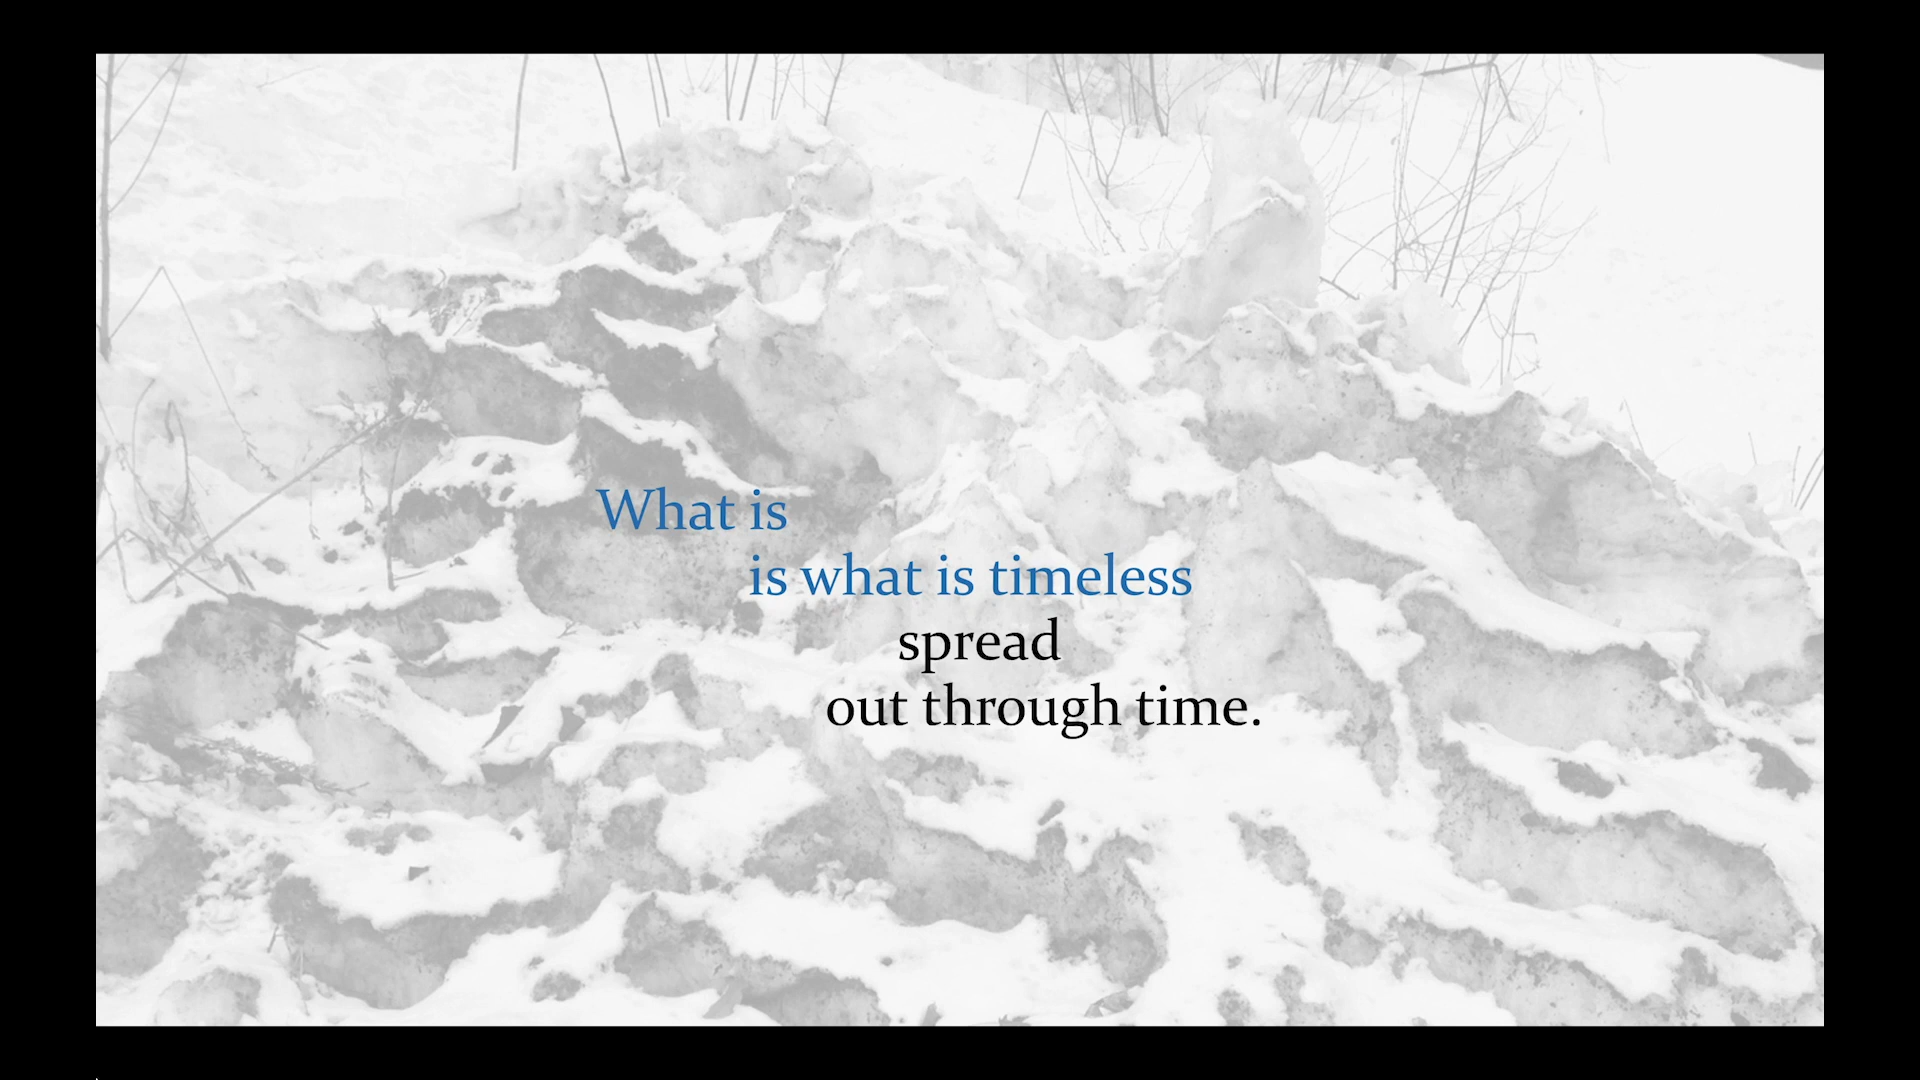 What is
is what is timeless
spread
out through time.